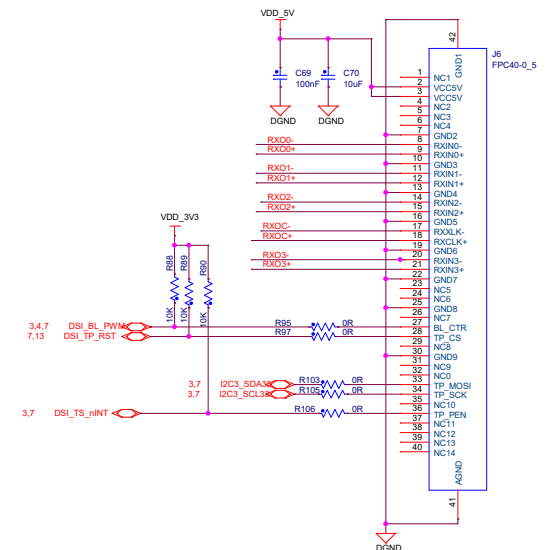 VDD_5V
42
J6
FPC40-0_5
GND1
C69
100nF
C70
10uF
DGND
DGND
1 NC1
2 VCC5V
3 VCC5V
4 NC2
5 NC3
6 NC4
7 GND2
RXO0- 8 RXIN0-
RXO0+ 9 RXIN0+
10 GND3
RXO1- 11 RXIN1-
RXO1+ 12 RXIN1+
13 GND4
RXO2- 14 RXIN2-
RXO2+ 15 RXIN2+
16 GND5
RXOC- 17 RXXLK-
RXOC+ 18 RXCLK+
19 GND6
RXO3- 20 RXIN3-
RXO3+ 21 RXIN3+
22 GND7
23 NC5
24 NC6
25 GND8
26 NC7
VDD_3V3
R88
R89
R90
10K
10K
10K
3,4,7 DSI_BL_PWM R95 0R 27 BL_CTR
7,13 DSI_TP_RST R97 0R 28 TP_CS
29 NC8
30 GND9
31 NC9
32 NC0
3,7 I2C3_SDA33 R103 0R 33 TP_MOSI
3,7 I2C3_SCL33 R105 0R 34 TP_SCK
35 NC10
3,7 DSI_TS_nINT R106 0R 36 TP_PEN
37 NC11
38 NC12
39 NC13
40 NC14
AGND
41
DGND